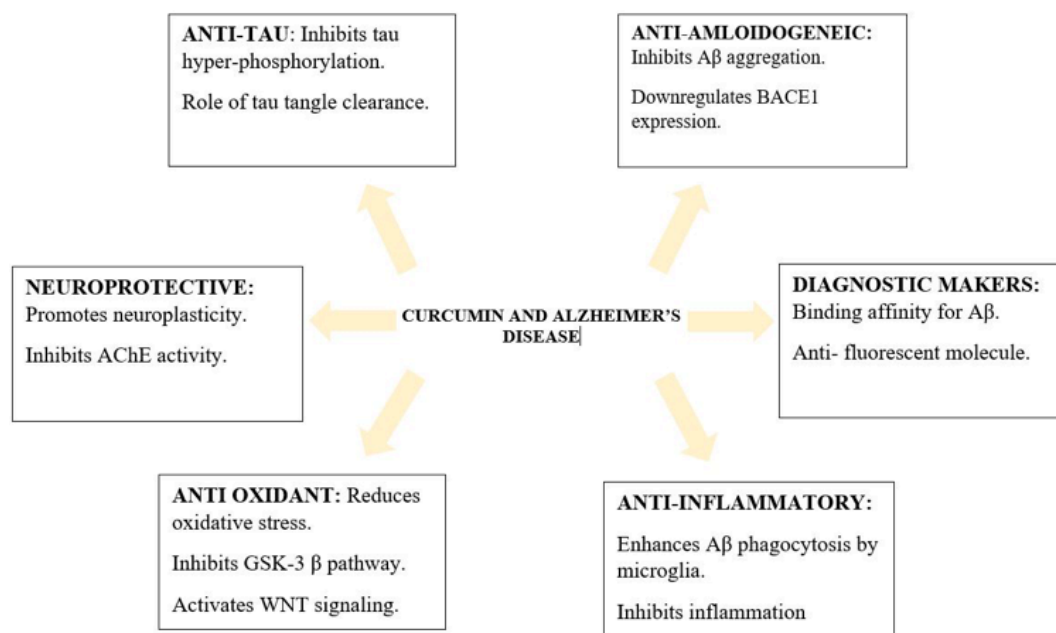 ANTI-TAU: Inhibits tau
hyper-phosphorylation.
Role of tau tangle clearance.
ANTI-AMLOIDOGENEIC:
Inhibits Aβ aggregation.
Downregulates BACE1
expression.
NEUROPROTECTIVE:
Promotes neuroplasticity.
Inhibits AChE activity.
CURCUMIN AND ALZHEIMER'S
DISEASE
DIAGNOSTIC MAKERS:
Binding affinity for Aβ.
Anti- fluorescent molecule.
ANTI OXIDANT: Reduces
oxidative stress.
Inhibits GSK-3 β pathway.
Activates WNT signaling.
ANTI-INFLAMMATORY:
Enhances Aβ phagocytosis by
microglia.
Inhibits inflammation